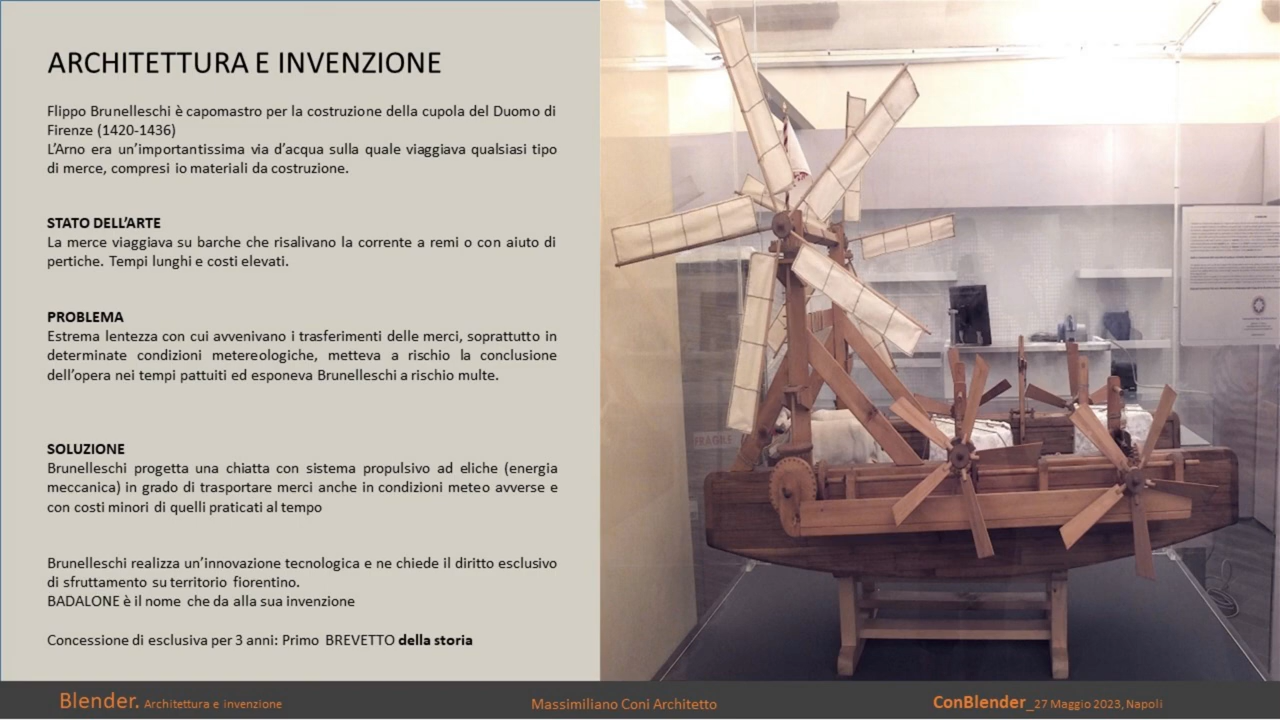 ARCHITETTURA E INVENZIONE
Flippo Brunelleschi è capomastro per la costruzione della cupola del Duomo di
Firenze (1420-1436)
L'Arno era un'importantissima via d'acqua sulla quale viaggiava qualsiasi tipo
di merce, compresi io materiali da costruzione.
STATO DELL'ARTE
La merce viaggiava su barche che risalivano la corrente a remi o con aiuto di
pertiche. Tempi lunghi e costi elevati.
PROBLEMA
Estrema lentezza con cui avvenivano i trasferimenti delle merci, soprattutto in
determinate condizioni metereologiche, metteva a rischio la conclusione
dell'opera nei tempi pattuiti ed esponeva Brunelleschi a rischio multe.
SOLUZIONE
Brunelleschi progetta una chiatta con sistema propulsivo ad eliche (energia
meccanica) in grado di trasportare merci anche in condizioni meteo avverse e
con costi minori di quelli praticati al tempo
Brunelleschi realizza un'innovazione tecnologica e ne chiede il diritto esclusivo
di sfruttamento su territorio fiorentino.
BADALONE è il nome che da alla sua invenzione
Concessione di esclusiva per 3 anni: Primo BREVETTO della storia
FRAGILE
Blender. Architettura e invenzione
Massimiliano Coni Architetto
ConBlender_27 Maggio 2023, Napoli